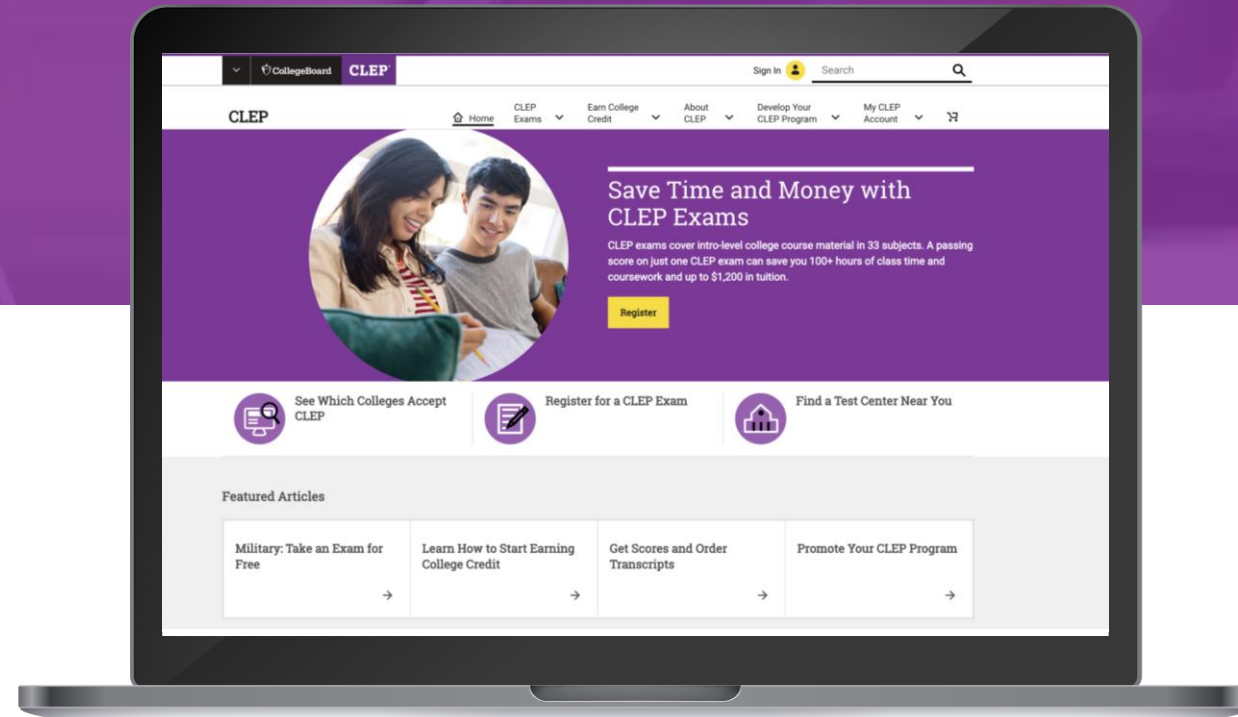 CollegeBoard CLEP
Sign In
Search
CLEP
Home
CLEP
Exams
Earn College
Credit
About
CLEP
Develop Your
CLEP Program
My CLEP
Account
Save Time and Money with
CLEP Exams
CLEP exams cover intro-level college course material in 33 subjects. A passing
score on just one CLEP exam can save you 100+ hours of class time and
coursework and up to $1,200 in tuition.
Register
See Which Colleges Accept
CLEP
Register for a CLEP Exam
Find a Test Center Near You
Featured Articles
Military: Take an Exam for
Free
Learn How to Start Earning
College Credit
Get Scores and Order
Transcripts
Promote Your CLEP Program